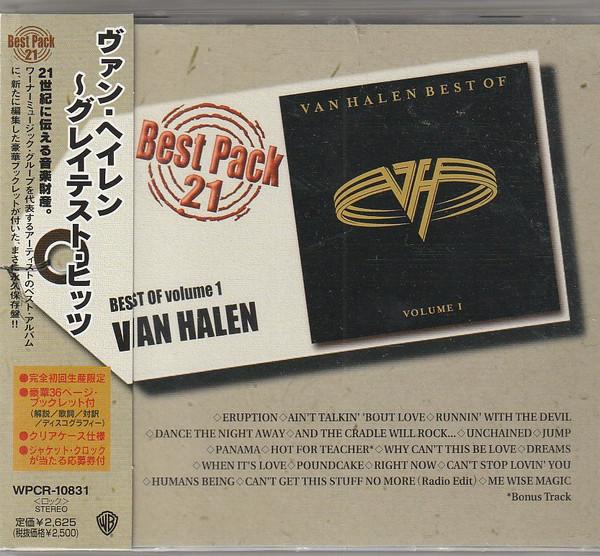 Best Pack
21
ヴァン・ヘイレン
〜グレイテスト・ヒッツ
21世紀に伝える音楽財産。
ワーナーミュージック・グループを代表するアーティストのベスト・アルバム
に、新たに編集した豪華ブックレットが付いた、まさに永久保存盤!!
●完全初回生産限定
●豪華36ページ・
ブックレット付
(解説/歌詞/対訳
/ディスコグラフィー)
●クリアケース仕様
●ジャケット・クロック
が当たる応募券付
WPCR-10831
<ロック>
STEREO
定価¥2,625
(税抜価格¥2,500)
WB
Best Pack
21
BEST OF volume 1
VAN HALEN
VAN HALEN BEST OF
VH
VOLUME I
◇ERUPTION◇AIN'T TALKIN' 'BOUT LOVE◇RUNNIN' WITH THE DEVIL
◇DANCE THE NIGHT AWAY◇AND THE CRADLE WILL ROCK...◇UNCHAINED◇JUMP
◇PANAMA◇HOT FOR TEACHER*◇WHY CAN'T THIS BE LOVE◇DREAMS
◇WHEN IT'S LOVE◇POUNDCAKE◇RIGHT NOW◇CAN'T STOP LOVIN' YOU
◇HUMANS BEING◇CAN'T GET THIS STUFF NO MORE (Radio Edit)◇ME WISE MAGIC
*Bonus Track